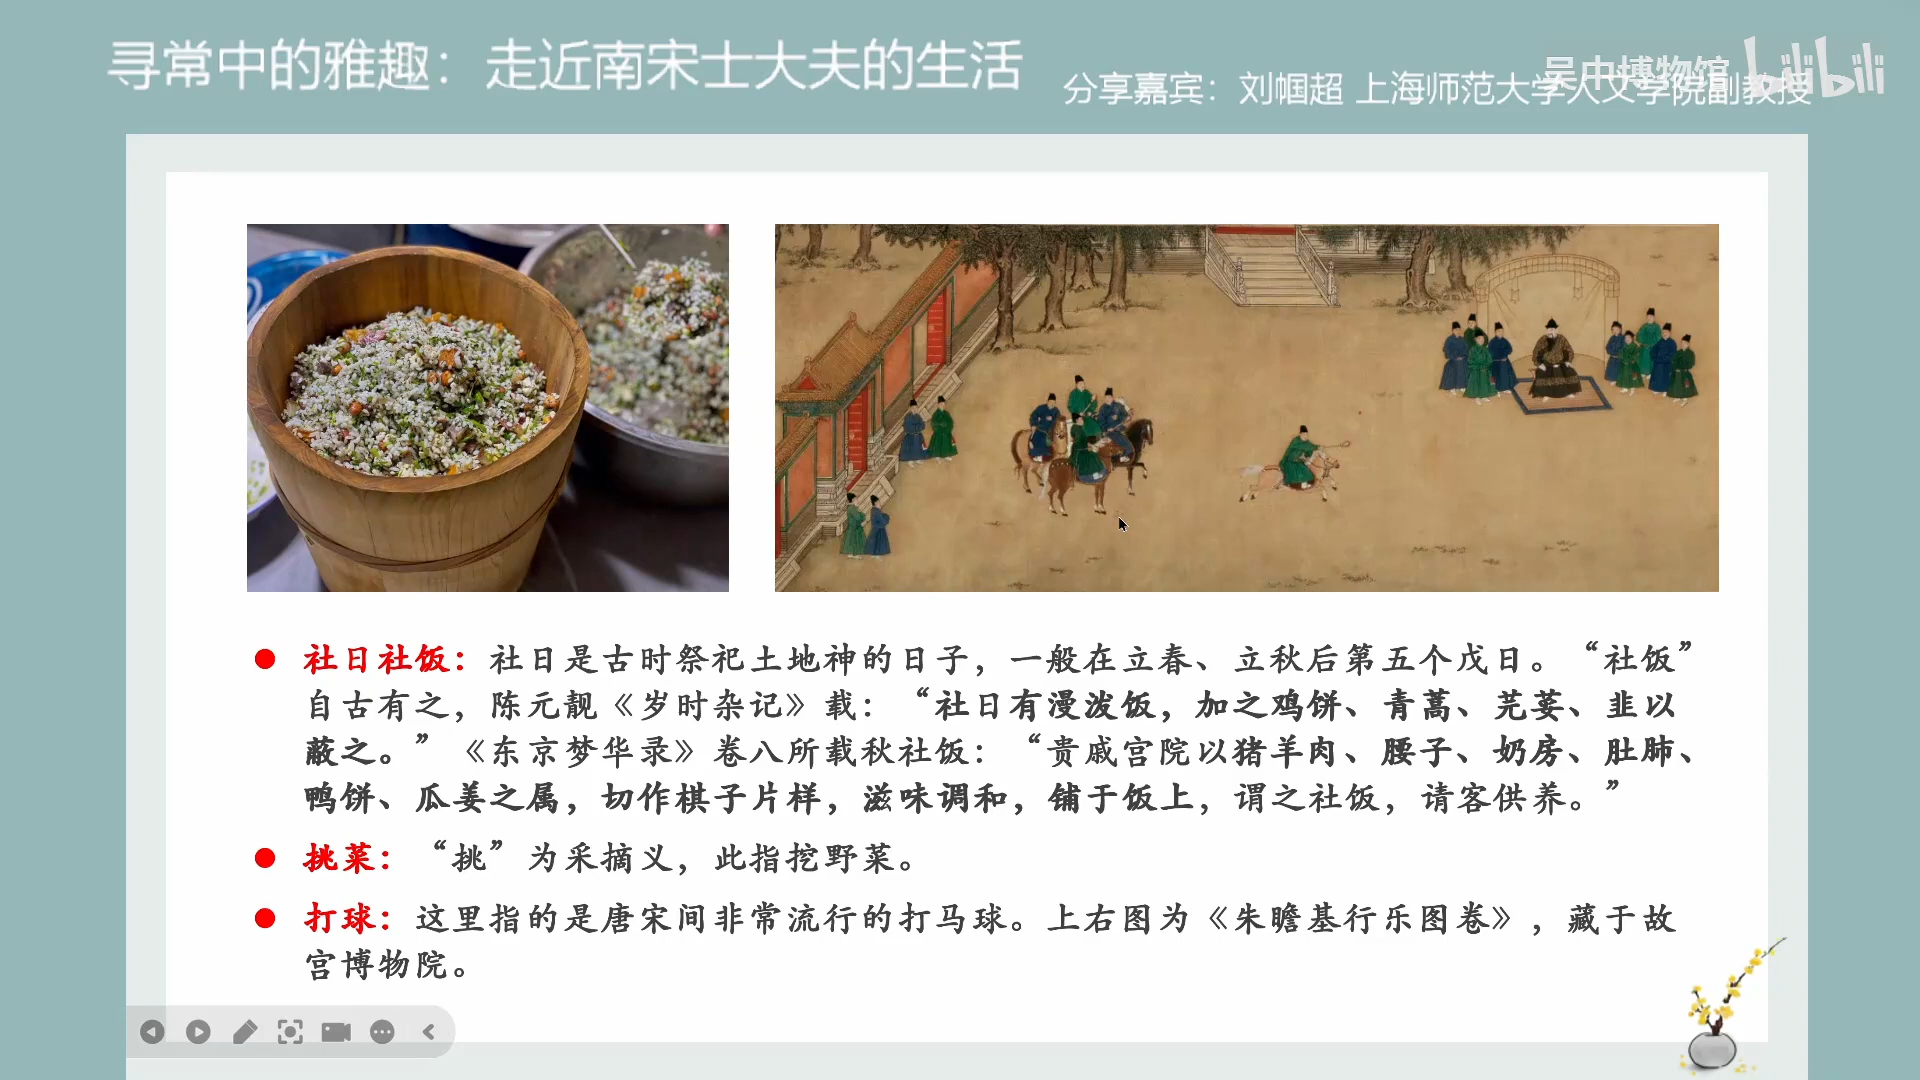 寻常中的雅趣：走近南宋士大夫的生活
分享嘉宾：刘帼超 上海师范大学人文学院副教授
吴中博物馆 bilibili
社日社饭：社日是古时祭祀土地神的日子，一般在立春、立秋后第五个戊日。“社饭”
自古有之，陈元靓《岁时杂记》载：“社日有漫泼饭，加之鸡饼、青蒿、芫荽、韭以
蔽之。”《东京梦华录》卷八所载秋社饭：“贵戚宫院以猪羊肉、腰子、奶房、肚肺、
鸭饼、瓜姜之属，切作棋子片样，滋味调和，铺于饭上，谓之社饭，请客供养。”
挑菜：“挑”为采摘义，此指挖野菜。
打球：这里指的是唐宋间非常流行的打马球。上右图为《朱瞻基行乐图卷》，藏于故
宫博物院。